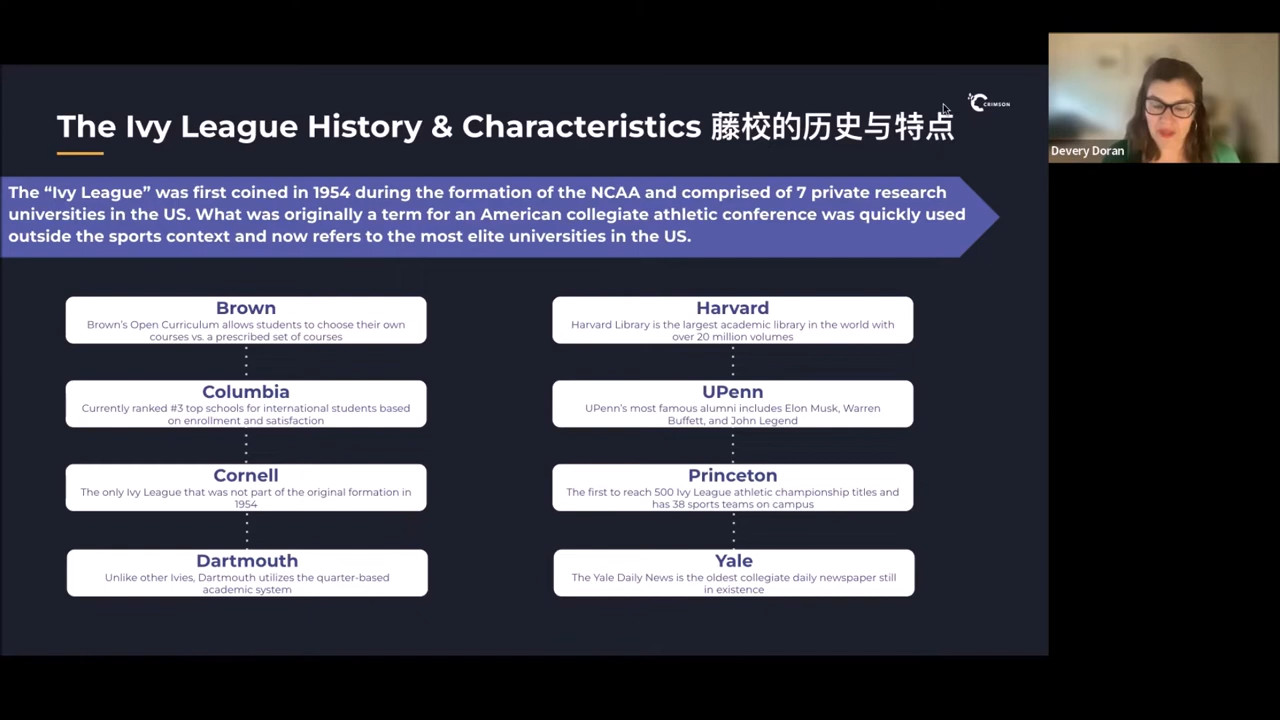 The Ivy League History & Characteristics 藤校的历史与特点
CRIMSON
Devery Doran
The “Ivy League” was first coined in 1954 during the formation of the NCAA and comprised of 7 private research
universities in the US. What was originally a term for an American collegiate athletic conference was quickly used
outside the sports context and now refers to the most elite universities in the US.
Brown
Brown’s Open Curriculum allows students to choose their own
courses vs. a prescribed set of courses
Columbia
Currently ranked #3 top schools for international students based
on enrollment and satisfaction
Cornell
The only Ivy League that was not part of the original formation in
1954
Dartmouth
Unlike other Ivies, Dartmouth utilizes the quarter-based
academic system
Harvard
Harvard Library is the largest academic library in the world with
over 20 million volumes
UPenn
UPenn’s most famous alumni includes Elon Musk, Warren
Buffett, and John Legend
Princeton
The first to reach 500 Ivy League athletic championship titles and
has 38 sports teams on campus
Yale
The Yale Daily News is the oldest collegiate daily newspaper still
in existence